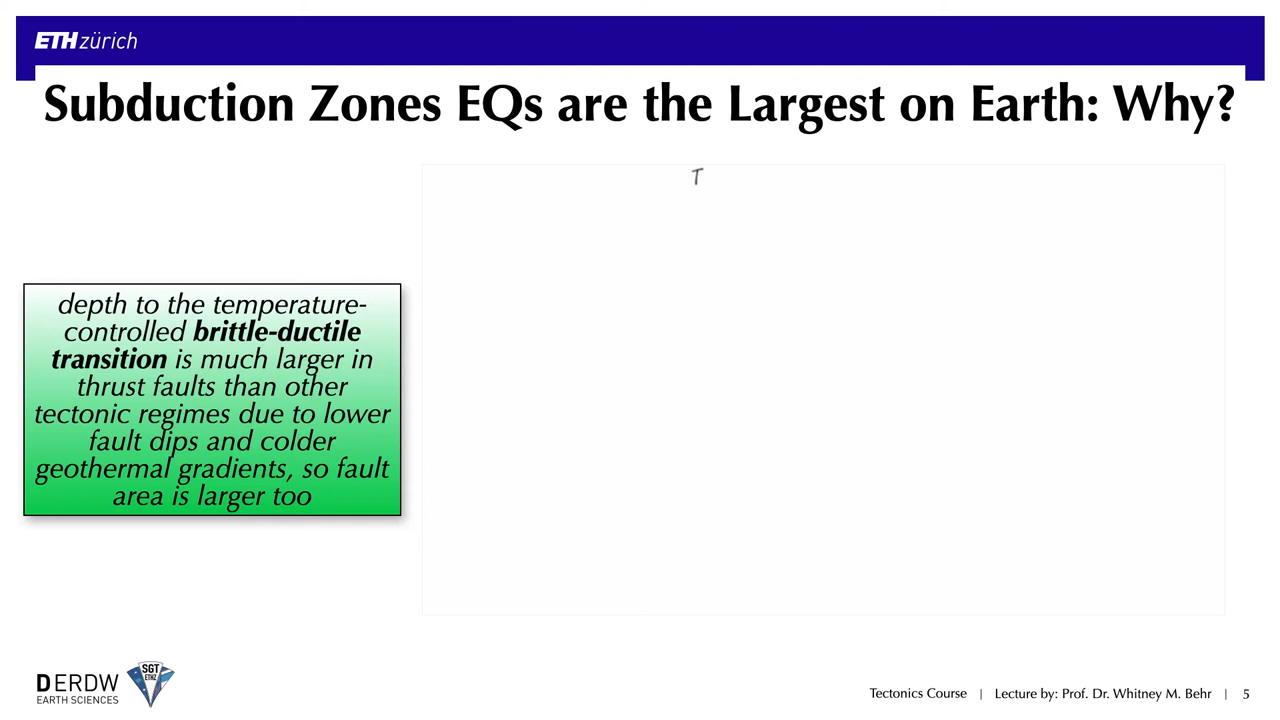 ETH zürich
Subduction Zones EQs are the Largest on Earth: Why?
T
depth to the temperature-
controlled brittle-ductile
transition is much larger in
thrust faults than other
tectonic regimes due to lower
fault dips and colder
geothermal gradients, so fault
area is larger too
DERDW
EARTH SCIENCES
SGT
ETHZ
Tectonics Course | Lecture by: Prof. Dr. Whitney M. Behr | 5